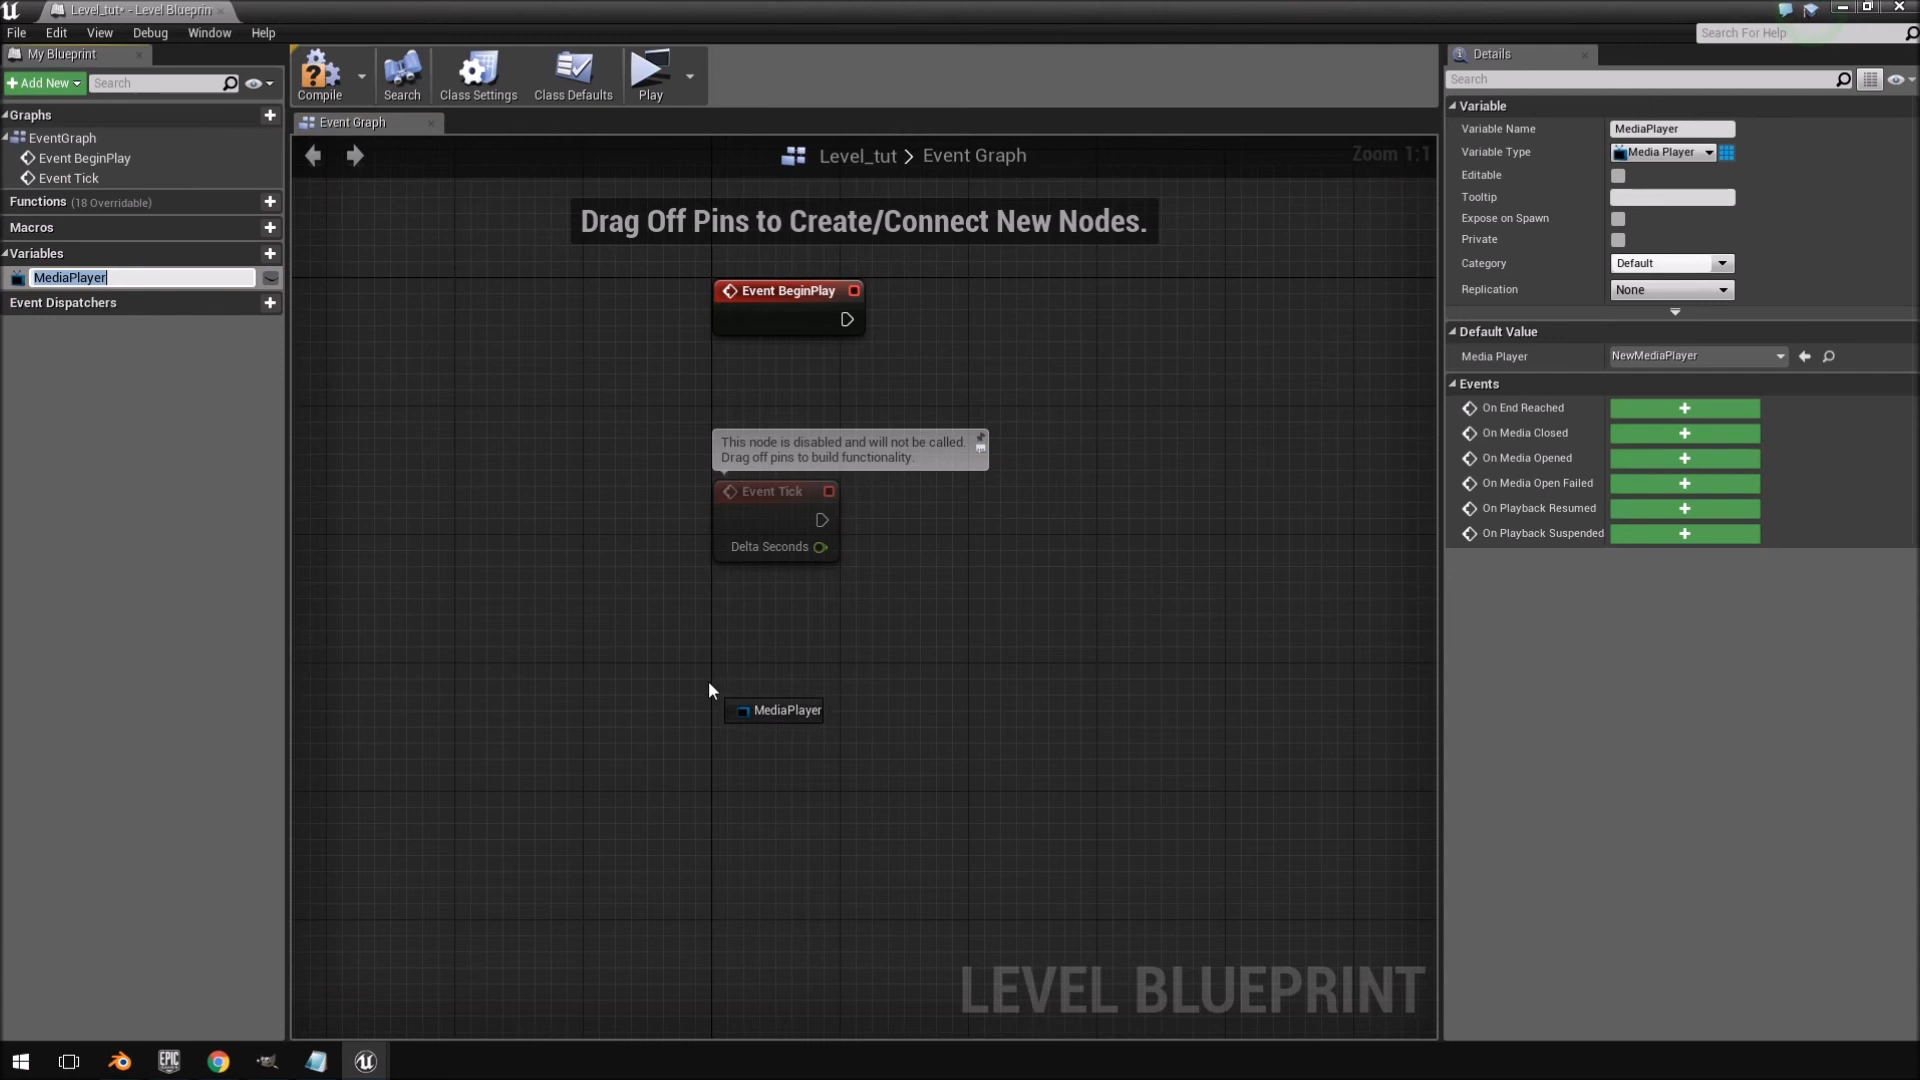 Level_tut* - Level Blueprin
File Edit View Debug Window Help
Search For Help
My Blueprint
Add New
Search
Graphs
EventGraph
Event BeginPlay
Event Tick
Functions (18 Overridable)
Macros
Variables
MediaPlayer
Event Dispatchers
Compile
Search
Class Settings
Class Defaults
Play
Event Graph
Level_tut > Event Graph
Zoom 1:1
Drag Off Pins to Create/Connect New Nodes.
Event BeginPlay
This node is disabled and will not be called.
Drag off pins to build functionality.
Event Tick
Delta Seconds
MediaPlayer
LEVEL BLUEPRINT
Details
Search
Variable
Variable Name MediaPlayer
Variable Type Media Player
Editable
Tooltip
Expose on Spawn
Private
Category Default
Replication None
Default Value
Media Player NewMediaPlayer
Events
On End Reached
On Media Closed
On Media Opened
On Media Open Failed
On Playback Resumed
On Playback Suspended
EPIC